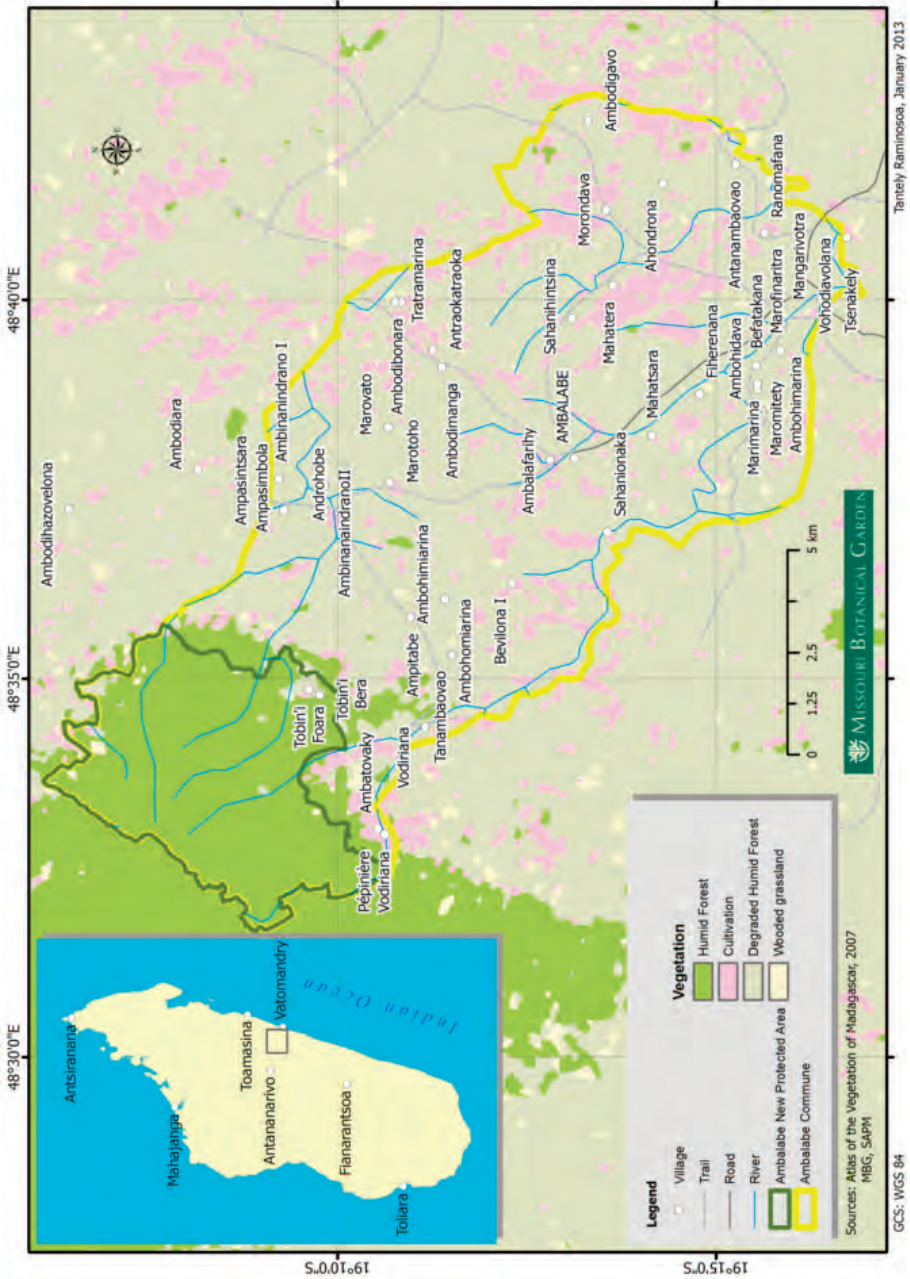 48°30'0"E
48°35'0"E
48°40'0"E
19°10'0"S
19°15'0"S
Antsiranana
Mahajanga
Toamasina
Antananarivo
Vatomandry
Fianarantsoa
Toliara
Indian Ocean
N
W
E
S
Ambodihazovelona
Ambodiara
Ampasintsara
Ampasimbola
Ambinanindrano I
Androhobe
AmbinanaindranoII
Tobin'i
Foara
Tobin'i
Bera
Marovato
Ambodibonara
Tratramarina
Antraokatraoka
Marotoho
Ambodimanga
Ambohimiarina
Ampitabe
Ambohomiarina
Tanambaovao
Vodiriana
Ambatovaky
Pépinière
Vodiriana
Bevilona I
Ambalafarihy
AMBALABE
Sahanihintsina
Mahatera
Morondava
Ambodigavo
Ahondrona
Sahanionaka
Mahatsara
Fiherenana
Ambohidava
Befatakana
Antanambaovao
Ranomafana
Marofinaritra
Mangarivotra
Marimarina
Maromitety
Ambohimarina
Vohodiavolana
Tsenakely
Legend
Village
Trail
Road
River
Ambalabe New Protected Area
Ambalabe Commune
Vegetation
Humid Forest
Cultivation
Degraded Humid Forest
Wooded grassland
0 1.25 2.5 5 km
MISSOURI BOTANICAL GARDEN
Sources: Atlas of the Vegetation of Madagascar, 2007
MBG, SAPM
GCS: WGS 84
Tantely Raminosoa, January 2013